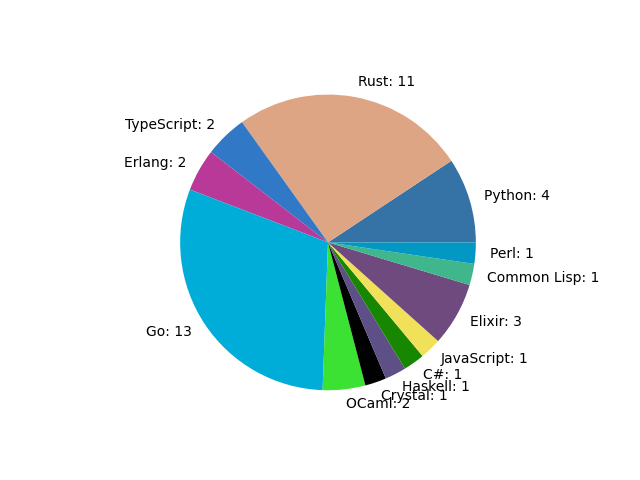 Rust: 11
TypeScript: 2
Erlang: 2
Python: 4
Perl: 1
Common Lisp: 1
Go: 13
Elixir: 3
JavaScript: 1
C#: 1
Haskell: 1
Crystal: 1
OCaml: 2